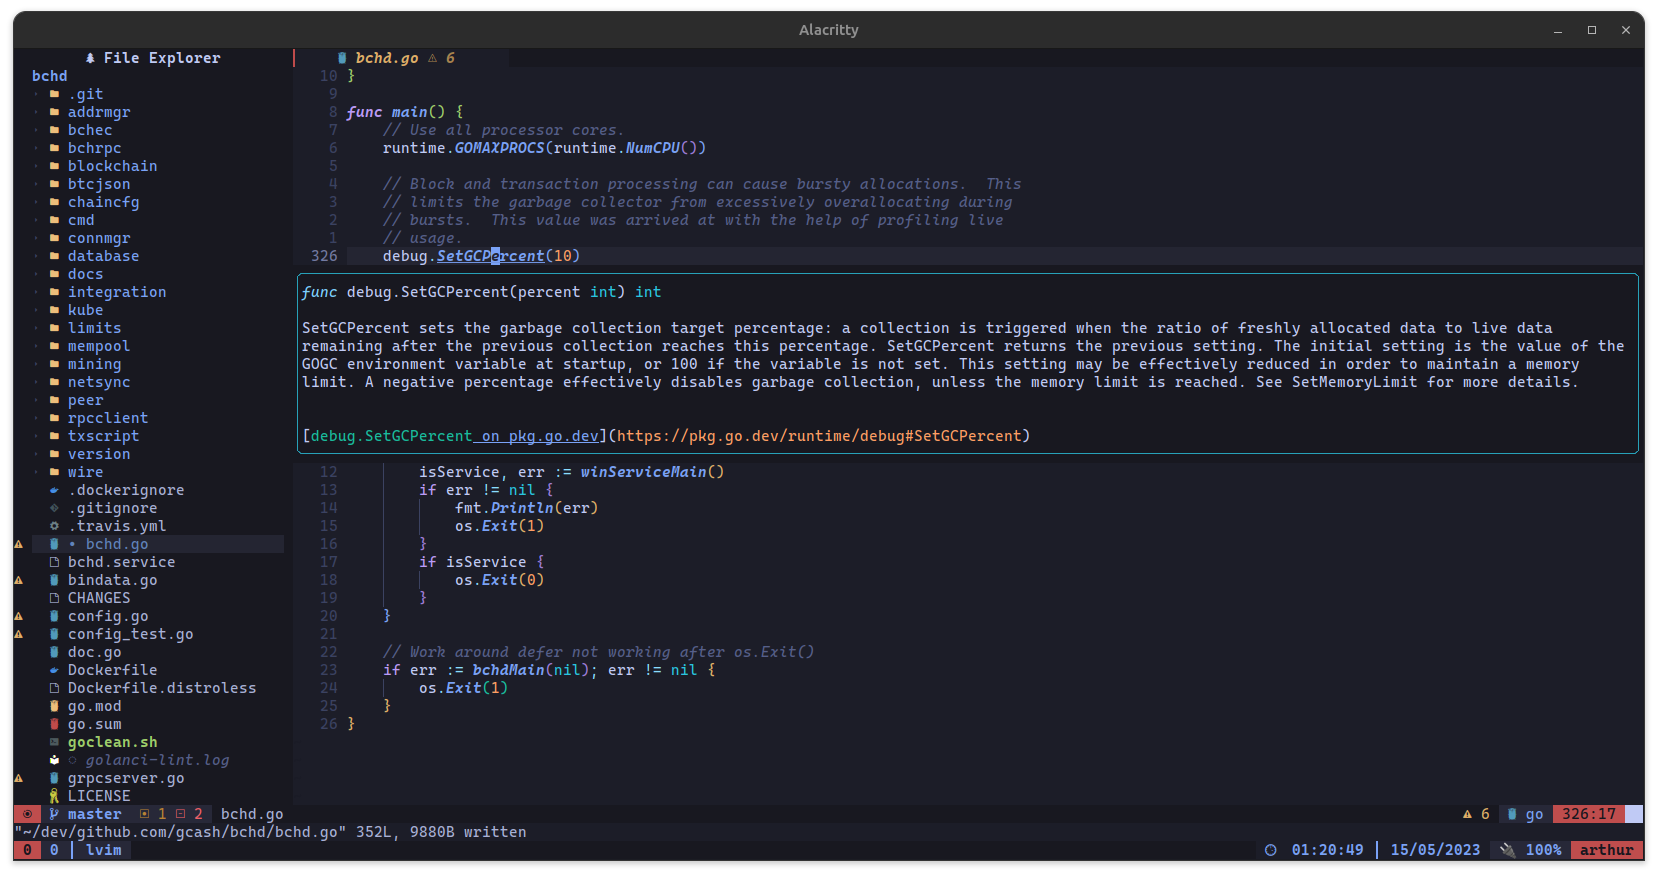 Alacritty
File Explorer
bchd
.git
addrmgr
bchec
bchrpc
blockchain
btcjson
chaincfg
cmd
connmgr
database
docs
integration
kube
limits
mempool
mining
netsync
peer
rpcclient
txscript
version
wire
.dockerignore
.gitignore
.travis.yml
bchd.go
bchd.service
bindata.go
CHANGES
config.go
config_test.go
doc.go
Dockerfile
Dockerfile.distroless
go.mod
go.sum
goclean.sh
golanci-lint.log
grpcserver.go
LICENSE
bchd.go 6
10 }
9
8 func main() {
7 // Use all processor cores.
6 runtime.GOMAXPROCS(runtime.NumCPU())
5
4 // Block and transaction processing can cause bursty allocations.  This
3 // limits the garbage collector from excessively overallocating during
2 // bursts.  This value was arrived at with the help of profiling live
1 // usage.
326 debug.SetGCPercent(10)
func debug.SetGCPercent(percent int) int
SetGCPercent sets the garbage collection target percentage: a collection is triggered when the ratio of freshly allocated data to live data
remaining after the previous collection reaches this percentage. SetGCPercent returns the previous setting. The initial setting is the value of the
GOGC environment variable at startup, or 100 if the variable is not set. This setting may be effectively reduced in order to maintain a memory
limit. A negative percentage effectively disables garbage collection, unless the memory limit is reached. See SetMemoryLimit for more details.
[debug.SetGCPercent on pkg.go.dev](https://pkg.go.dev/runtime/debug#SetGCPercent)
12 isService, err := winServiceMain()
13 if err != nil {
14 fmt.Println(err)
15 os.Exit(1)
16 }
17 if isService {
18 os.Exit(0)
19 }
20 }
21
22 // Work around defer not working after os.Exit()
23 if err := bchdMain(nil); err != nil {
24 os.Exit(1)
25 }
26 }
master 1 2 bchd.go 6 go 326:17
"~/dev/github.com/gcash/bchd/bchd.go" 352L, 9880B written
0 0 lvim 01:20:49 15/05/2023 100% arthur